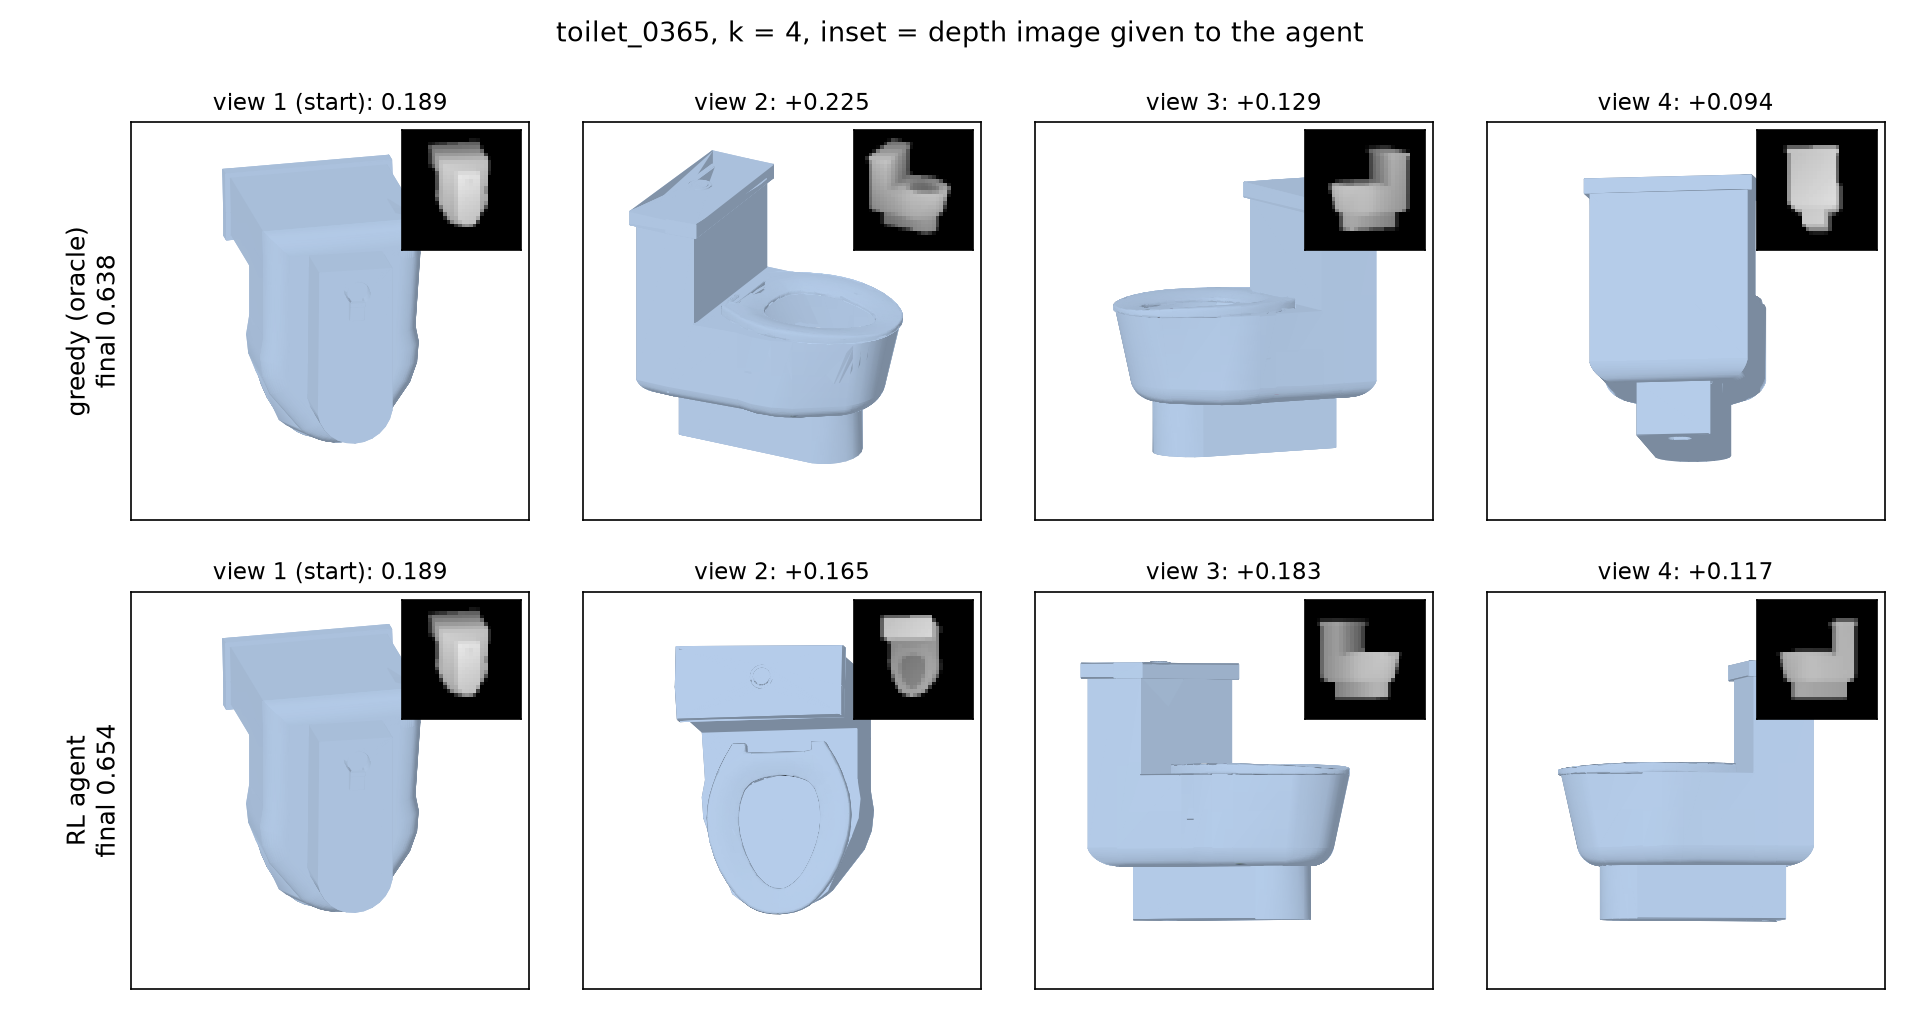 toilet_0365, k = 4, inset = depth image given to the agent
view 1 (start): 0.189
view 2: +0.225
view 3: +0.129
view 4: +0.094
greedy (oracle)
final 0.638
view 1 (start): 0.189
view 2: +0.165
view 3: +0.183
view 4: +0.117
RL agent
final 0.654